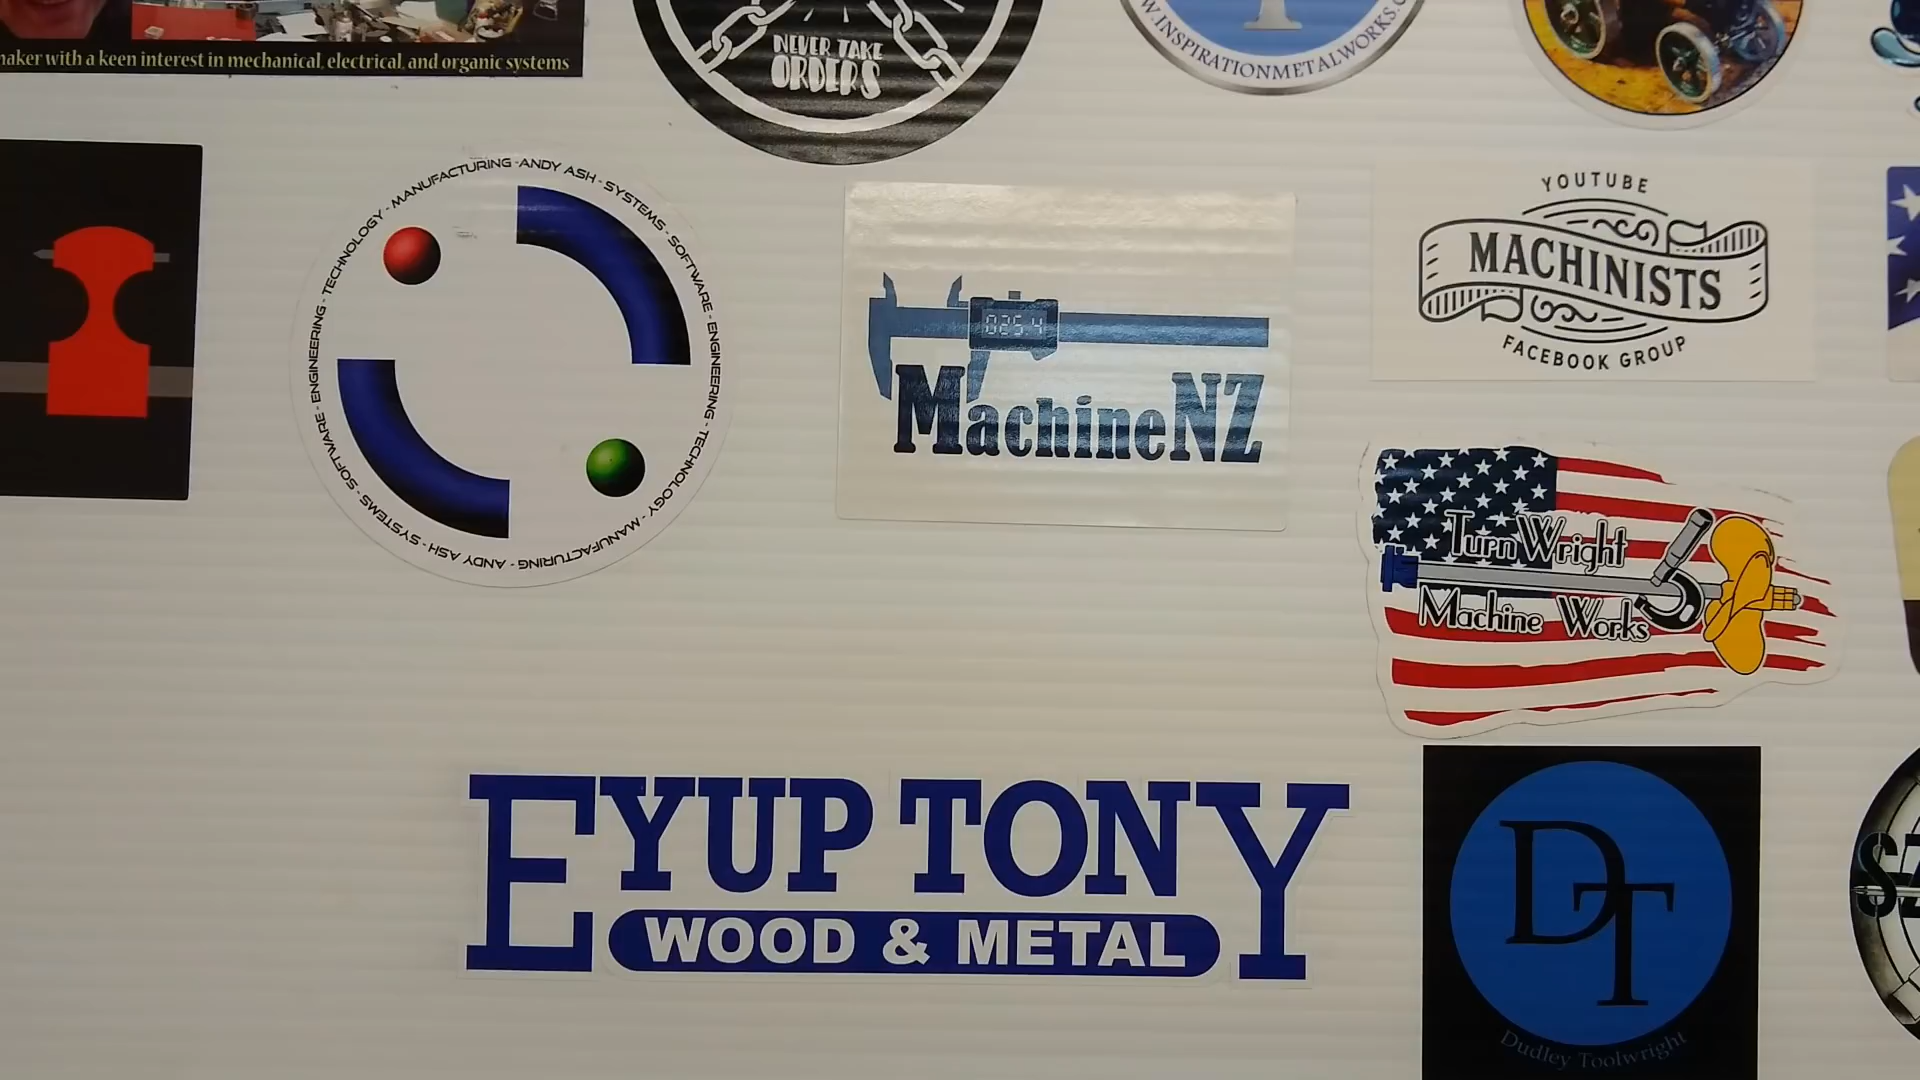 maker with a keen interest in mechanical, electrical, and organic systems
NEVER TAKE
ORDERS
W.INSPIRATIONMETALWORKS.C
MANUFACTURING - ANDY ASH - SYSTEMS - SOFTWARE - ENGINEERING - TECHNOLOGY - MANUFACTURING - ANDY ASH - SYSTEMS - SOFTWARE - ENGINEERING - TECHNOLOGY -
025.4
MachineNZ
YOUTUBE
MACHINISTS
FACEBOOK GROUP
TurnWright
Machine Works
EYUP TONY
WOOD & METAL
DT
Dudley Toolwright